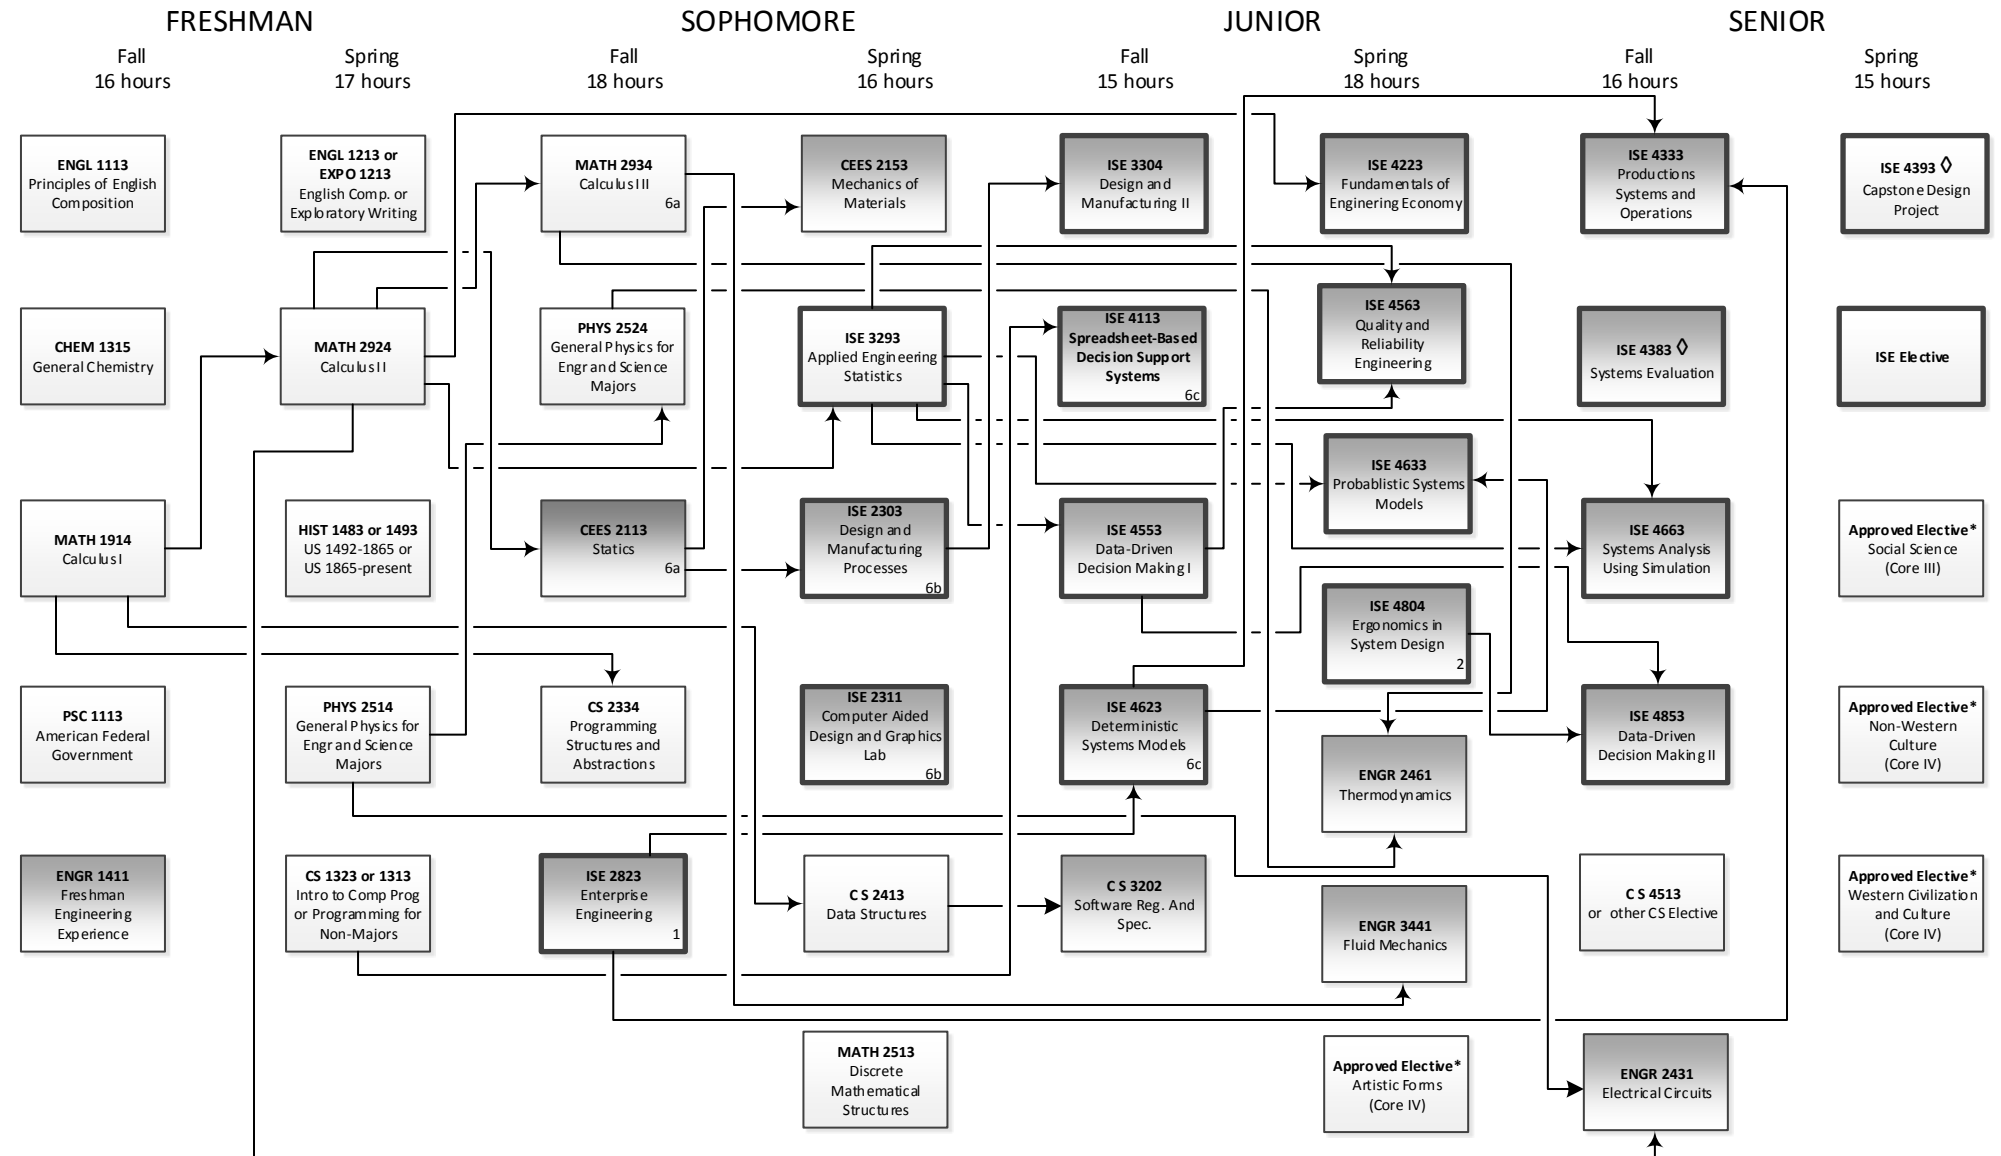 FRESHMAN
SOPHOMORE
JUNIOR
SENIOR
Fall
16 hours
Spring
17 hours
Fall
18 hours
Spring
16 hours
Fall
15 hours
Spring
18 hours
Fall
16 hours
Spring
15 hours
ENGL 1113
Principles of English
Composition
ENGL 1213 or
EXPO 1213
English Comp. or
Exploratory Writing
MATH 2934
Calculus III
6a
CEES 2153
Mechanics of
Materials
ISE 3304
Design and
Manufacturing II
ISE 4223
Fundamentals of
Enginering Economy
ISE 4333
Productions
Systems and
Operations
ISE 4393 ◊
Capstone Design
Project
CHEM 1315
General Chemistry
MATH 2924
Calculus II
PHYS 2524
General Physics for
Engr and Science
Majors
ISE 3293
Applied Engineering
Statistics
ISE 4113
Spreadsheet-Based
Decision Support
Systems
6c
ISE 4563
Quality and
Reliability
Engineering
ISE 4383 ◊
Systems Evaluation
ISE Elective
ISE 4633
Probablistic Systems
Models
MATH 1914
Calculus I
HIST 1483 or 1493
US 1492-1865 or
US 1865-present
CEES 2113
Statics
6a
ISE 2303
Design and
Manufacturing
Processes
6b
ISE 4553
Data-Driven
Decision Making I
ISE 4663
Systems Analysis
Using Simulation
Approved Elective*
Social Science
(Core III)
ISE 4804
Ergonomics in
System Design
2
PSC 1113
American Federal
Government
PHYS 2514
General Physics for
Engr and Science
Majors
CS 2334
Programming
Structures and
Abstractions
ISE 2311
Computer Aided
Design and Graphics
Lab
6b
ISE 4623
Deterministic
Systems Models
6c
ENGR 2461
Thermodynamics
ISE 4853
Data-Driven
Decision Making II
Approved Elective*
Non-Western
Culture
(Core IV)
ENGR 1411
Freshman
Engineering
Experience
CS 1323 or 1313
Intro to Comp Prog
or Programming for
Non-Majors
ISE 2823
Enterprise
Engineering
1
C S 2413
Data Structures
C S 3202
Software Reg. And
Spec.
ENGR 3441
Fluid Mechanics
C S 4513
or other CS Elective
Approved Elective*
Western Civilization
and Culture
(Core IV)
MATH 2513
Discrete
Mathematical
Structures
Approved Elective*
Artistic Forms
(Core IV)
ENGR 2431
Electrical Circuits